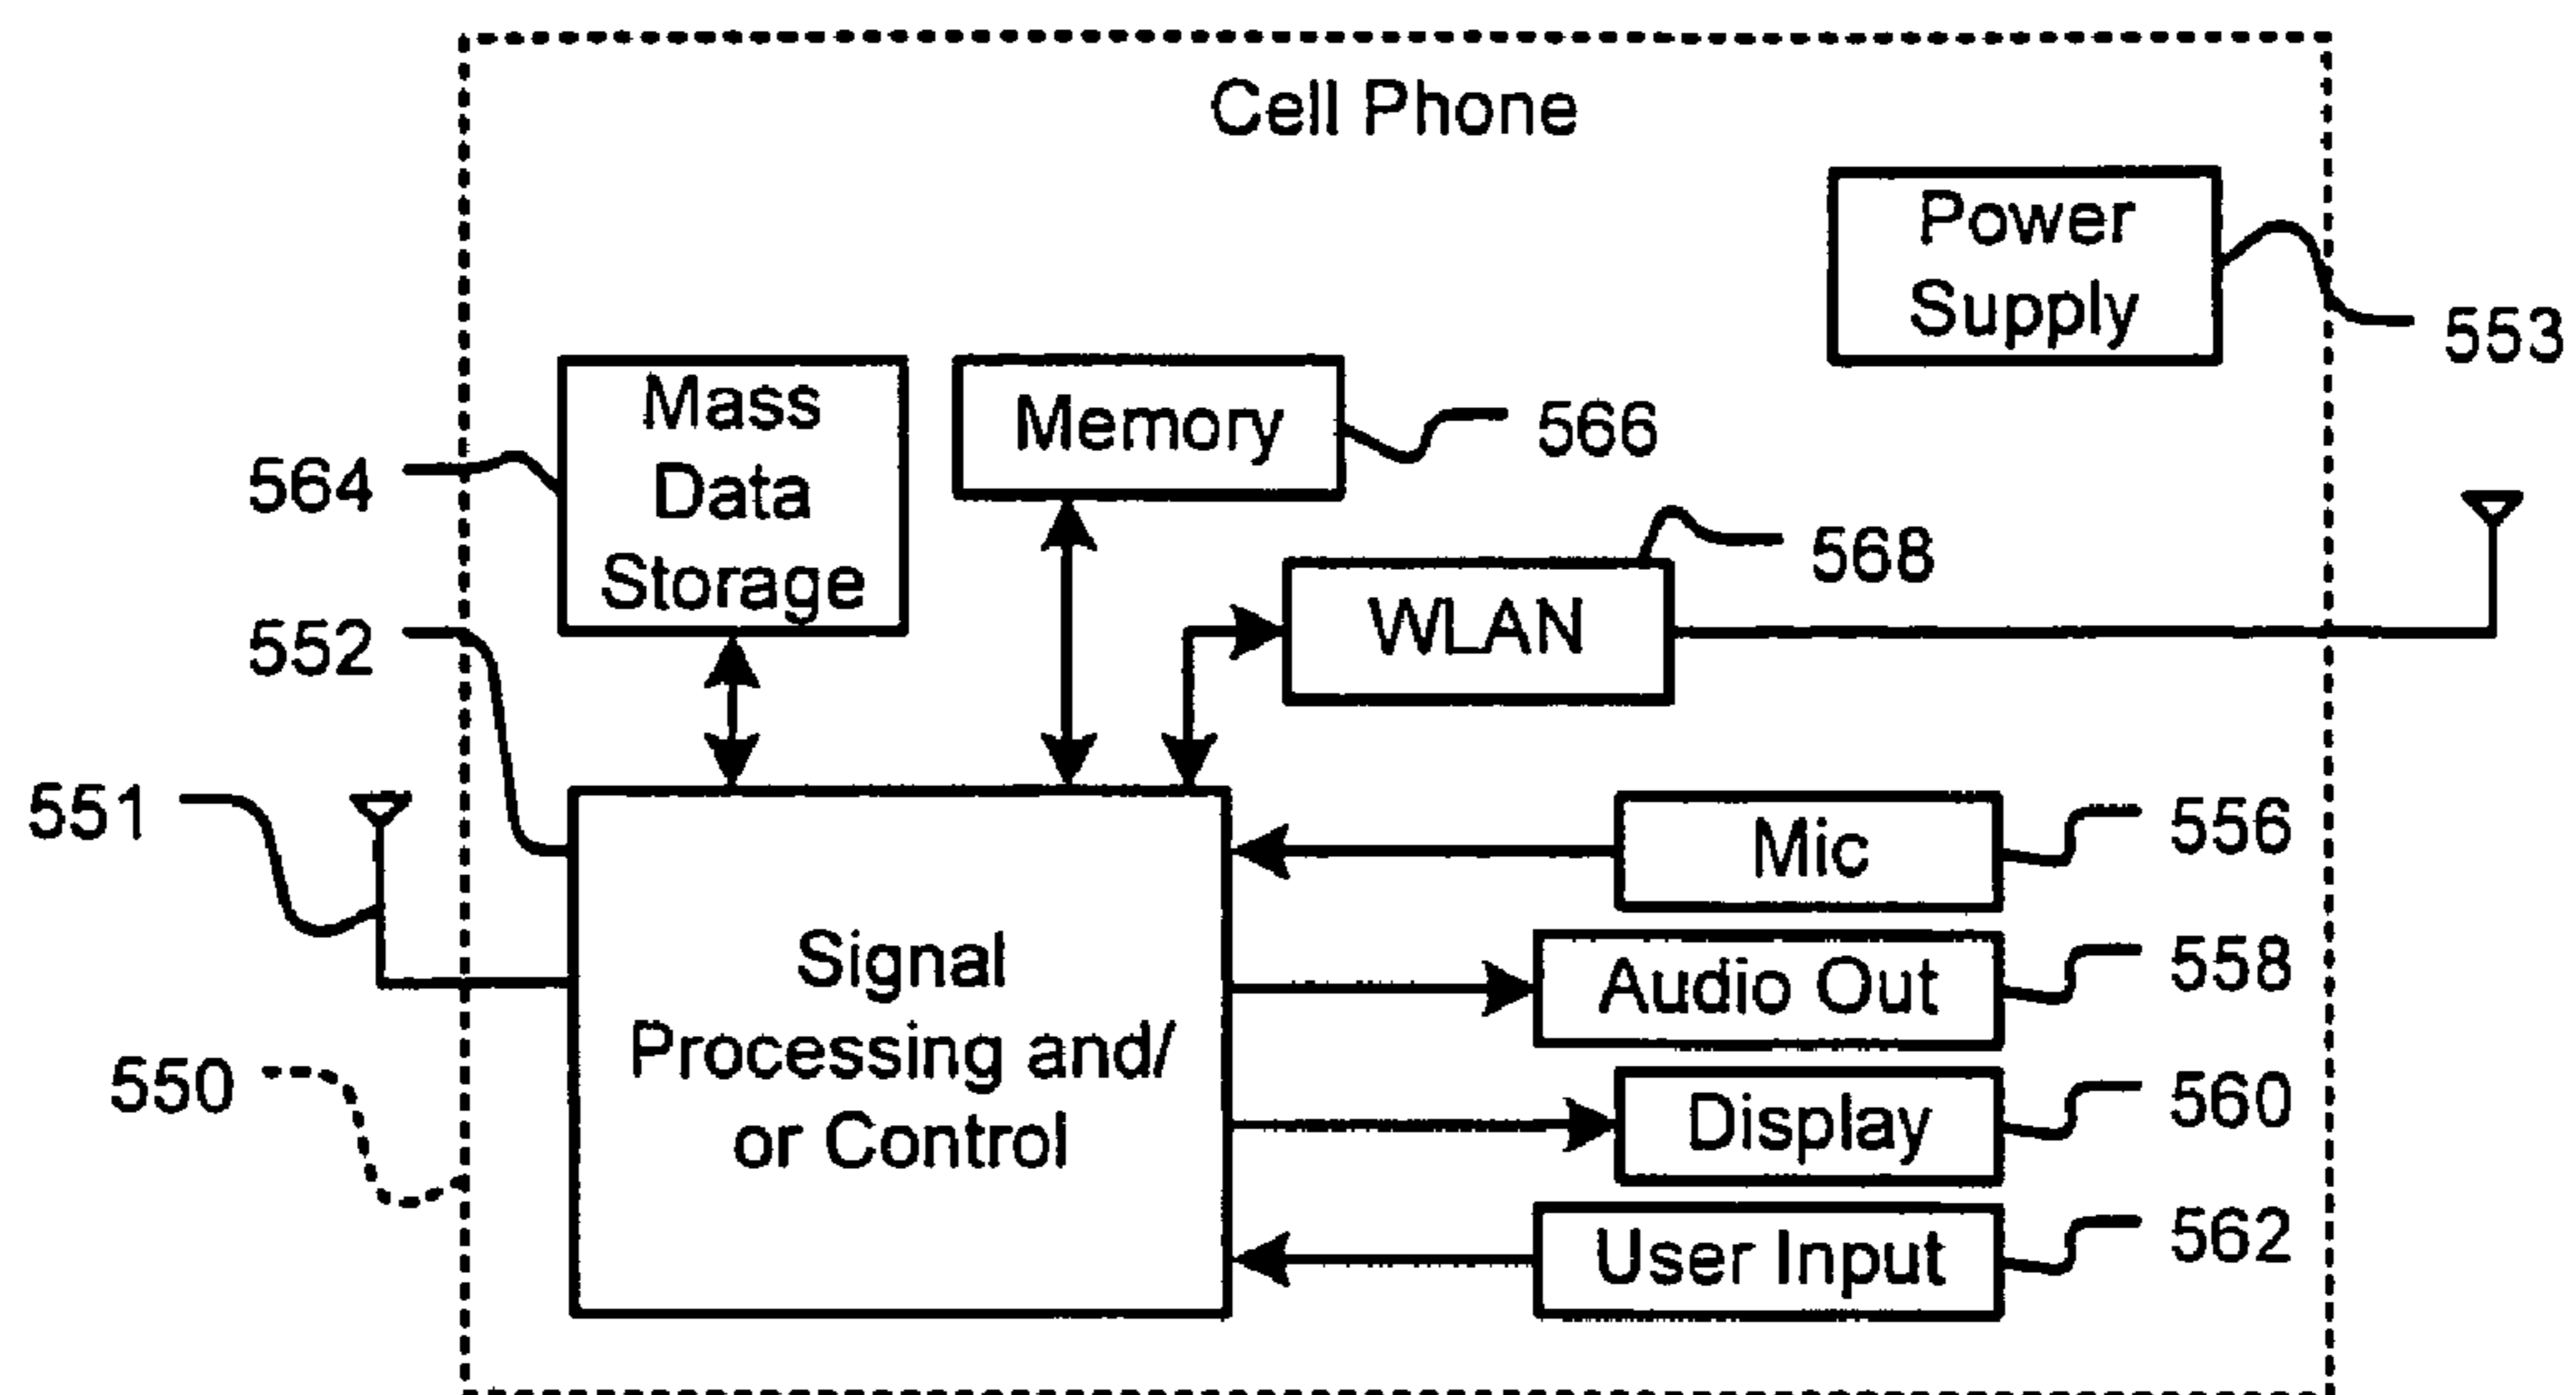 Cell Phone
Power
Supply
553
Mass
Data
Storage
564
Memory
566
WLAN
568
552
551
550
Signal
Processing and/
or Control
Mic
556
Audio Out
558
Display
560
User Input
562